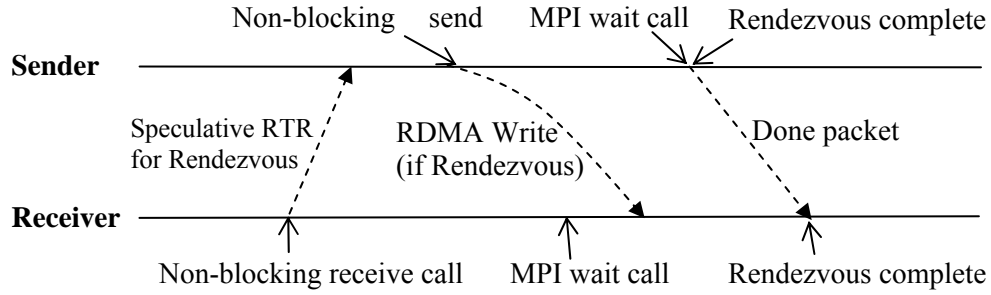 Non-blocking send MPI wait call Rendezvous complete
Sender
Speculative RTR
for Rendezvous
RDMA Write
(if Rendezvous)
Done packet
Receiver
Non-blocking receive call MPI wait call Rendezvous complete